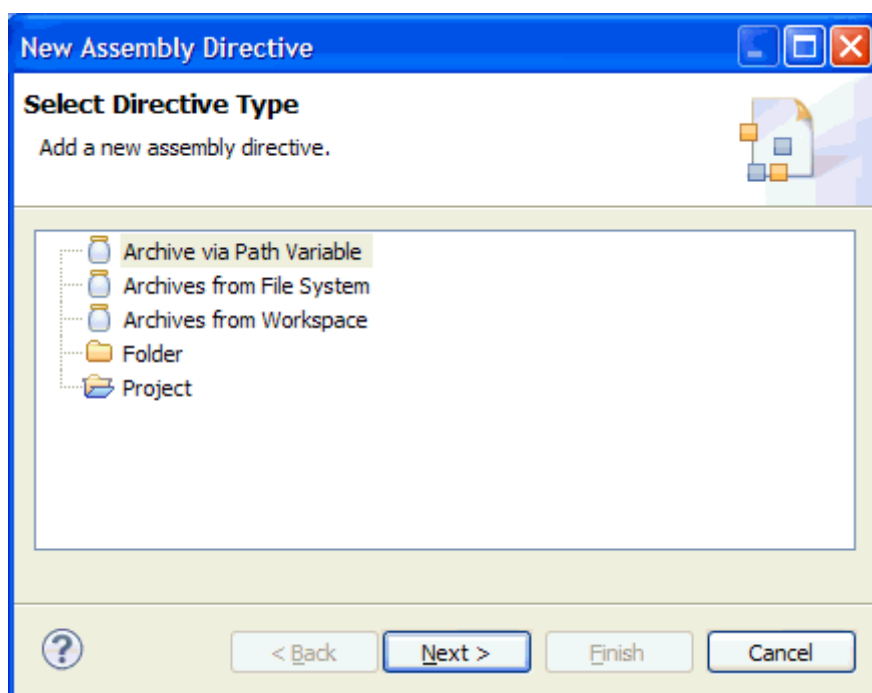 New Assembly Directive
Select Directive Type
Add a new assembly directive.
Archive via Path Variable
Archives from File System
Archives from Workspace
Folder
Project
? < Back Next > Finish Cancel